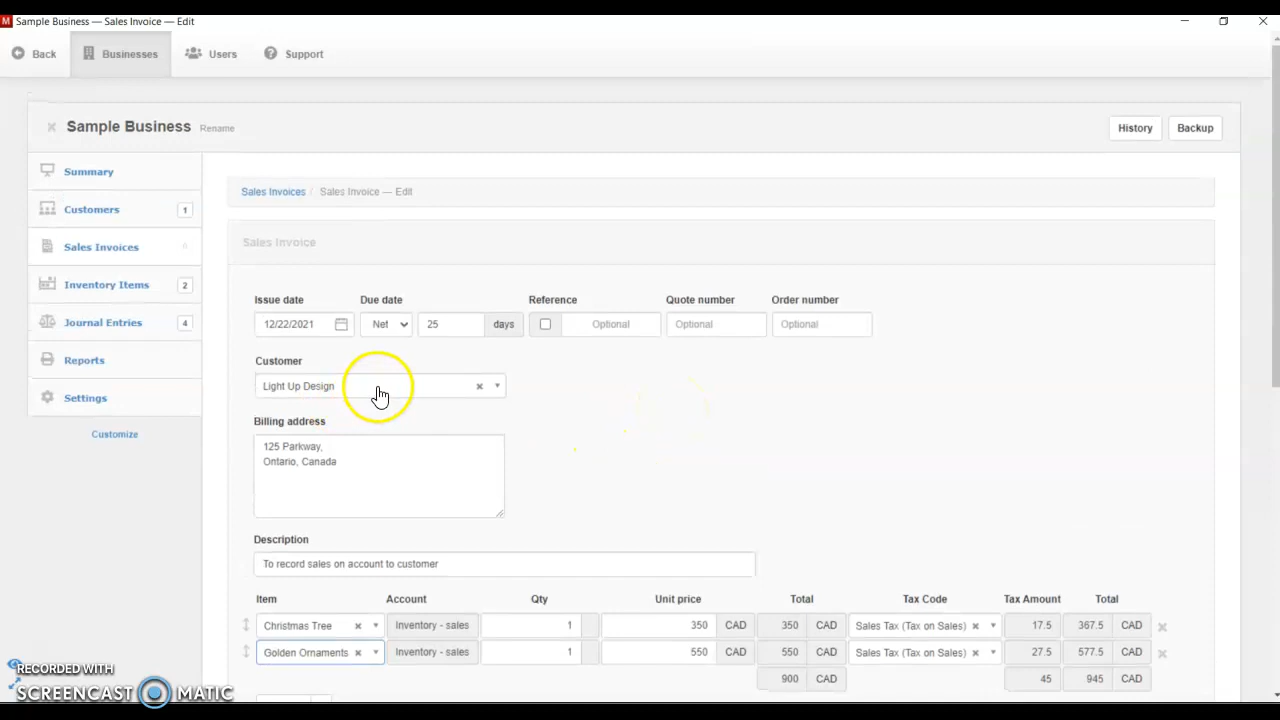 Sample Business — Sales Invoice — Edit
Back Businesses Users Support
Sample Business Rename History Backup
Summary
Customers 1
Sales Invoices 0
Inventory Items 2
Journal Entries 4
Reports
Settings
Customize
Sales Invoices / Sales Invoice — Edit
Sales Invoice
Issue date Due date Reference Quote number Order number
12/22/2021 Net 25 days Optional Optional Optional
Customer
Light Up Design
Billing address
125 Parkway,
Ontario, Canada
Description
To record sales on account to customer
Item Account Qty Unit price Total Tax Code Tax Amount Total
Christmas Tree Inventory - sales 1 350 CAD 350 CAD Sales Tax (Tax on Sales) 17.5 367.5 CAD
Golden Ornaments Inventory - sales 1 550 CAD 550 CAD Sales Tax (Tax on Sales) 27.5 577.5 CAD
900 CAD 45 945 CAD
RECORDED WITH
SCREENCAST MATIC